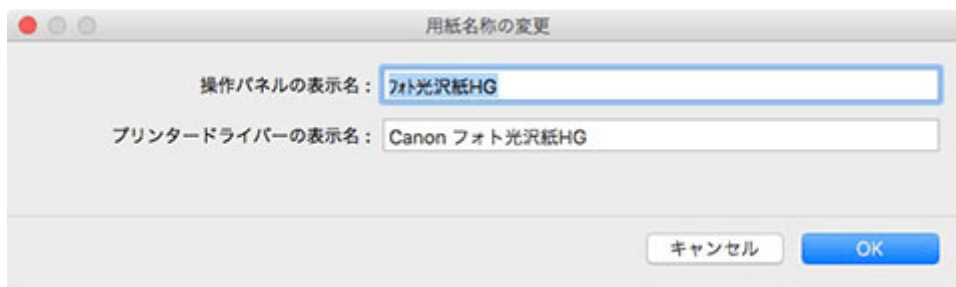 用紙名称の変更
操作パネルの表示名： ﾌｫﾄ光沢紙HG
プリンタードライバーの表示名： Canon フォト光沢紙HG
キャンセル OK